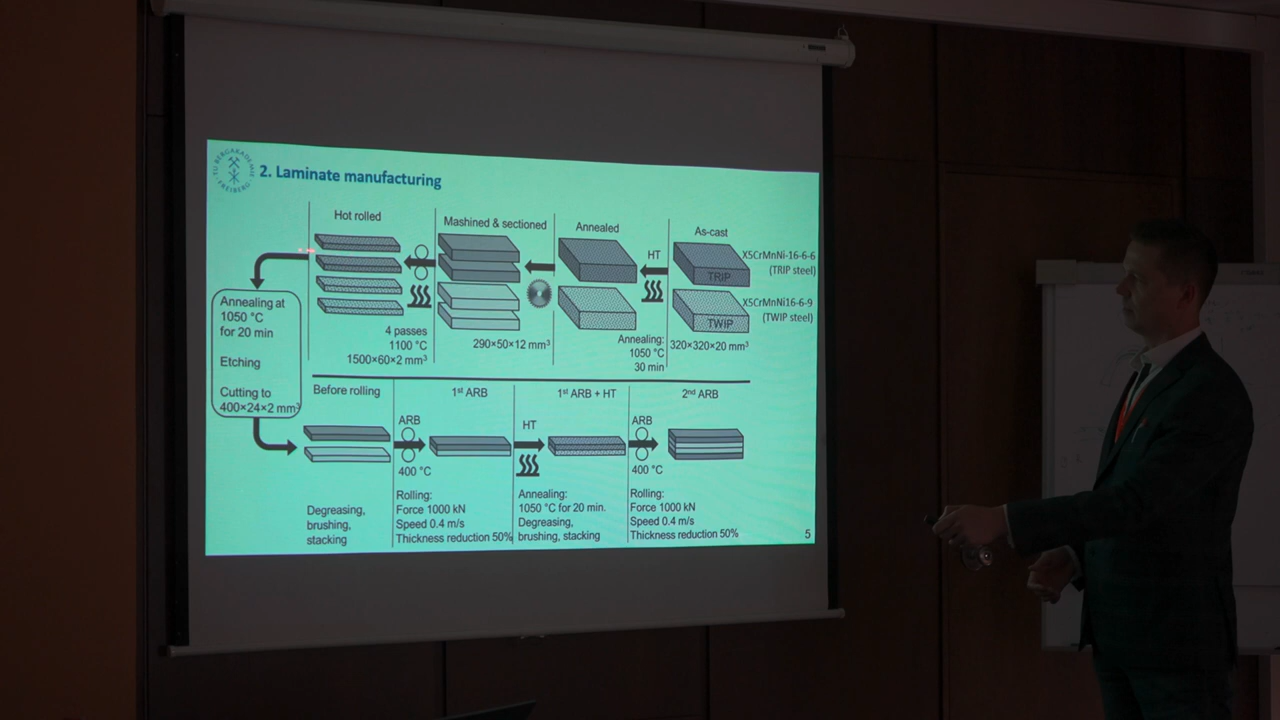 TU BERGAKADEMIE
FREIBERG
2. Laminate manufacturing
Hot rolled
Mashined & sectioned
Annealed
As-cast
HT
X5CrMnNi-16-6-6
(TRIP steel)
TRIP
X5CrMnNi16-6-9
(TWIP steel)
TWIP
4 passes
1100 °C
1500×60×2 mm³
290×50×12 mm³
Annealing:
1050 °C
30 min
320×320×20 mm³
Annealing at
1050 °C
for 20 min
Etching
Cutting to
400×24×2 mm³
Before rolling
1st ARB
1st ARB + HT
2nd ARB
ARB
400 °C
HT
ARB
400 °C
Degreasing,
brushing,
stacking
Rolling:
Force 1000 kN
Speed 0.4 m/s
Thickness reduction 50%
Annealing:
1050 °C for 20 min.
Degreasing,
brushing, stacking
Rolling:
Force 1000 kN
Speed 0.4 m/s
Thickness reduction 50%
5